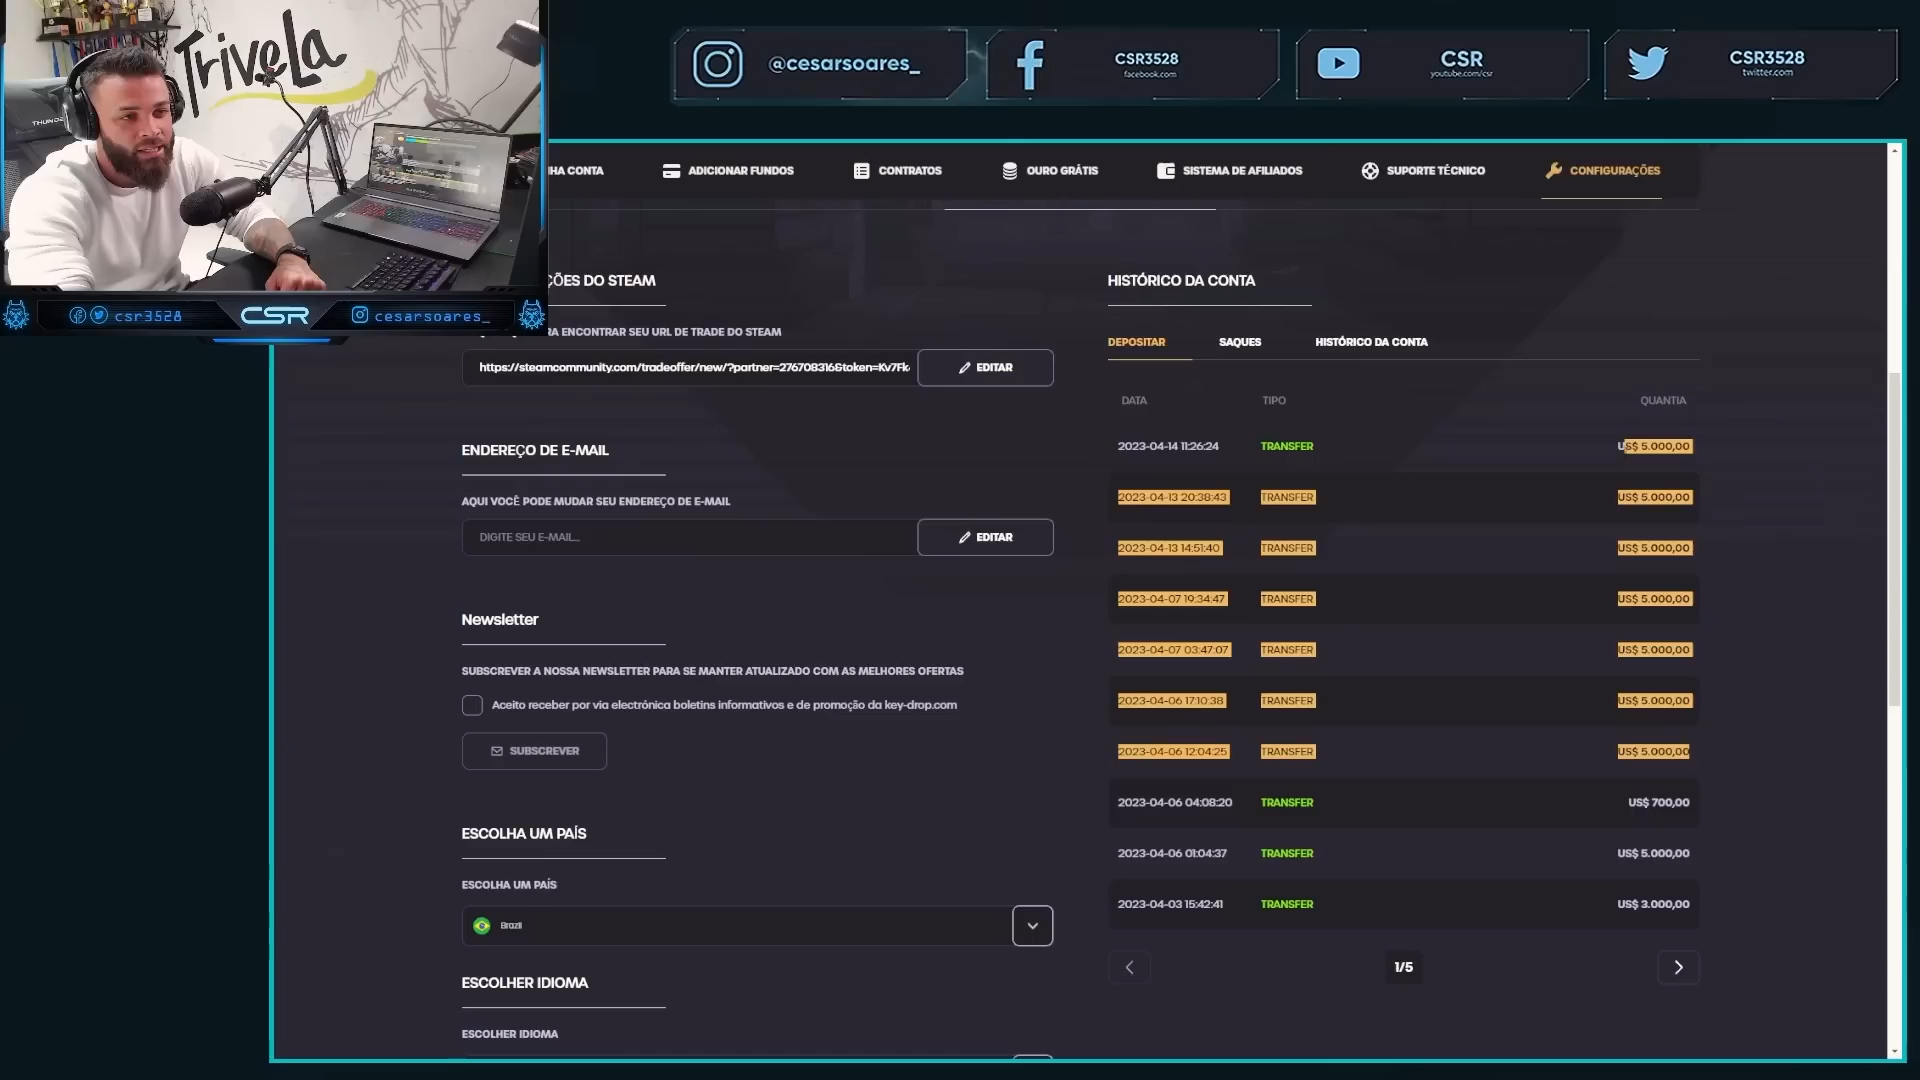 Trivela
THUND
CSR
csr3528
cesarsoares_
@cesarsoares_
CSR3528
facebook.com
CSR
youtube.com/csr
CSR3528
twitter.com
HA CONTA
ADICIONAR FUNDOS
CONTRATOS
OURO GRÁTIS
SISTEMA DE AFILIADOS
SUPORTE TÉCNICO
CONFIGURAÇÕES
ÇÕES DO STEAM
RA ENCONTRAR SEU URL DE TRADE DO STEAM
https://steamcommunity.com/tradeoffer/new/?partner=276708316&token=Kv7Fk
EDITAR
ENDEREÇO DE E-MAIL
AQUI VOCÊ PODE MUDAR SEU ENDEREÇO DE E-MAIL
DIGITE SEU E-MAIL...
EDITAR
Newsletter
SUBSCREVER A NOSSA NEWSLETTER PARA SE MANTER ATUALIZADO COM AS MELHORES OFERTAS
Aceito receber por via electrónica boletins informativos e de promoção da key-drop.com
SUBSCREVER
ESCOLHA UM PAÍS
ESCOLHA UM PAÍS
Brazil
ESCOLHER IDIOMA
ESCOLHER IDIOMA
HISTÓRICO DA CONTA
DEPOSITAR SAQUES HISTÓRICO DA CONTA
DATA TIPO QUANTIA
2023-04-14 11:26:24 TRANSFER US$ 5.000,00
2023-04-13 20:38:43 TRANSFER US$ 5.000,00
2023-04-13 14:51:40 TRANSFER US$ 5.000,00
2023-04-07 19:34:47 TRANSFER US$ 5.000,00
2023-04-07 03:47:07 TRANSFER US$ 5.000,00
2023-04-06 17:10:38 TRANSFER US$ 5.000,00
2023-04-06 12:04:25 TRANSFER US$ 5.000,00
2023-04-06 04:08:20 TRANSFER US$ 700,00
2023-04-06 01:04:37 TRANSFER US$ 5.000,00
2023-04-03 15:42:41 TRANSFER US$ 3.000,00
1/5